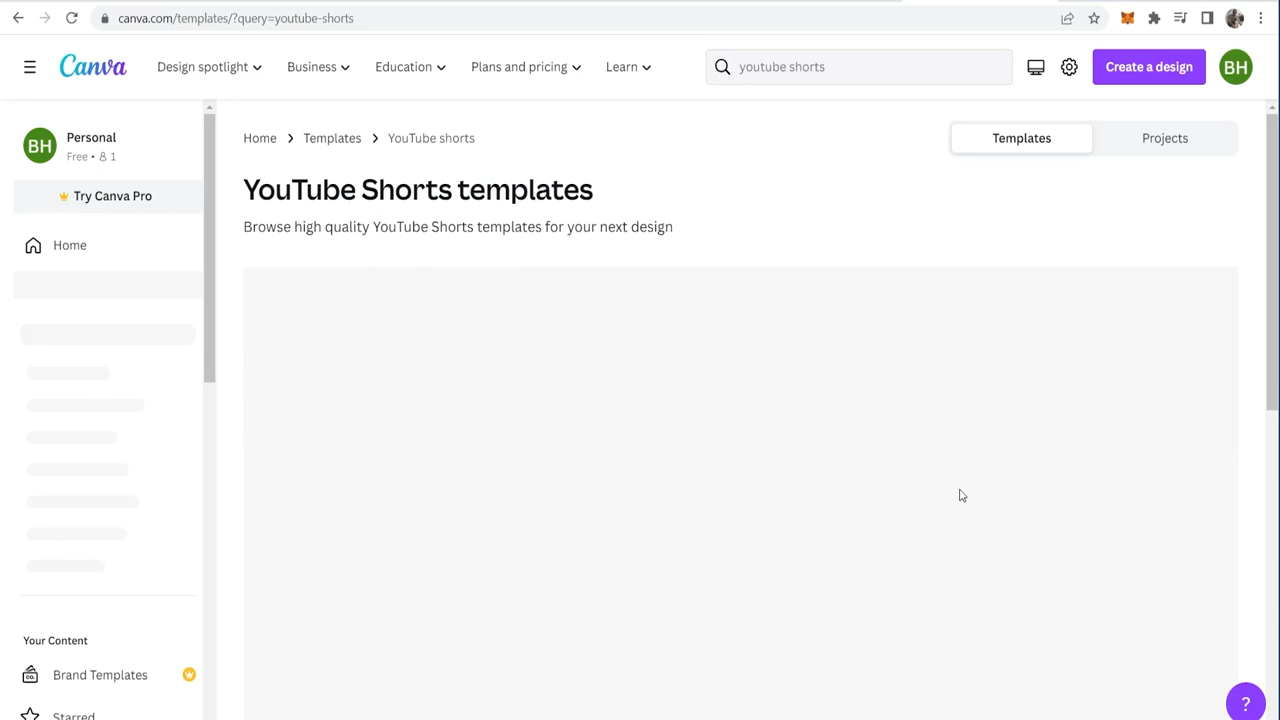 canva.com/templates/?query=youtube-shorts
Canva
Design spotlight
Business
Education
Plans and pricing
Learn
youtube shorts
Create a design
BH
BH
Personal
Free • 1
Try Canva Pro
Home
Your Content
Brand Templates
Starred
Home
Templates
YouTube shorts
Templates
Projects
YouTube Shorts templates
Browse high quality YouTube Shorts templates for your next design
?